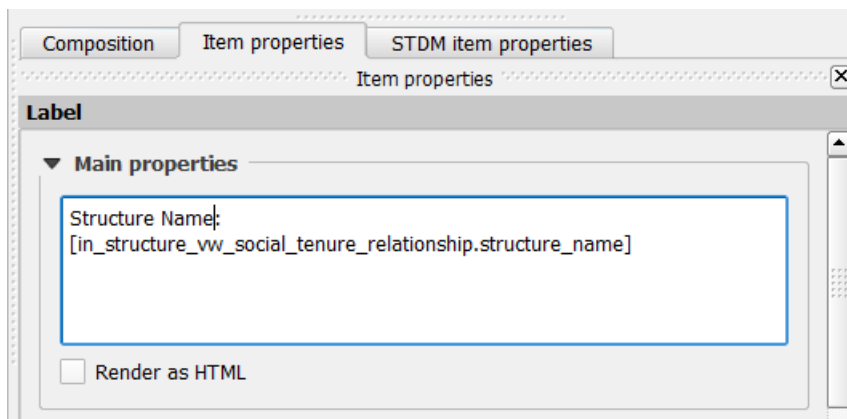 Composition
Item properties
STDM item properties
Item properties
Label
Main properties
Structure Name:
[in_structure_vw_social_tenure_relationship.structure_name]
Render as HTML